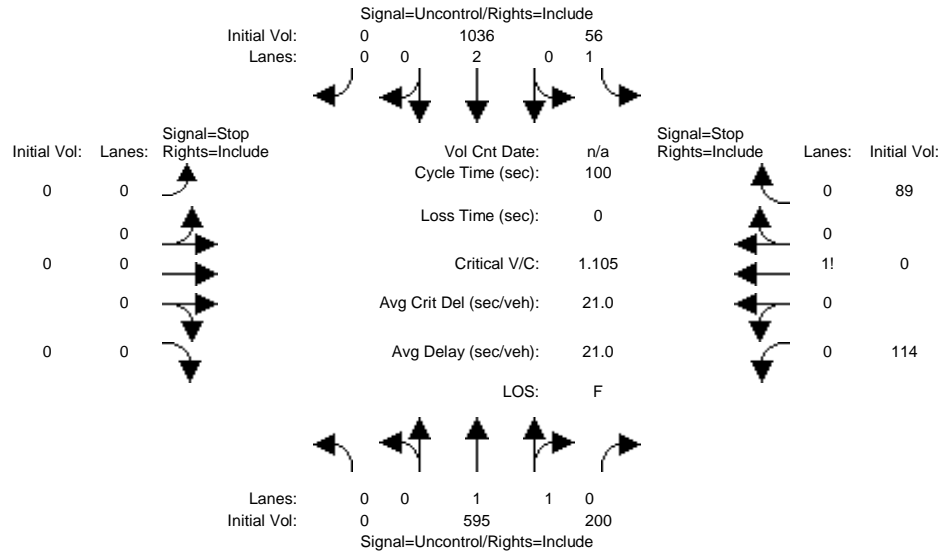 Signal=Uncontrol/Rights=Include
Initial Vol: 0 1036 56
Lanes: 0 0 2 0 1
Signal=Stop Signal=Stop
Initial Vol: Lanes: Rights=Include Vol Cnt Date: n/a Rights=Include Lanes: Initial Vol:
Cycle Time (sec): 100
0 0 0 89
Loss Time (sec): 0
0 0
0 0 Critical V/C: 1.105 1! 0
0 Avg Crit Del (sec/veh): 21.0 0
0 0 Avg Delay (sec/veh): 21.0 0 114
LOS: F
Lanes: 0 0 1 1 0
Initial Vol: 0 595 200
Signal=Uncontrol/Rights=Include